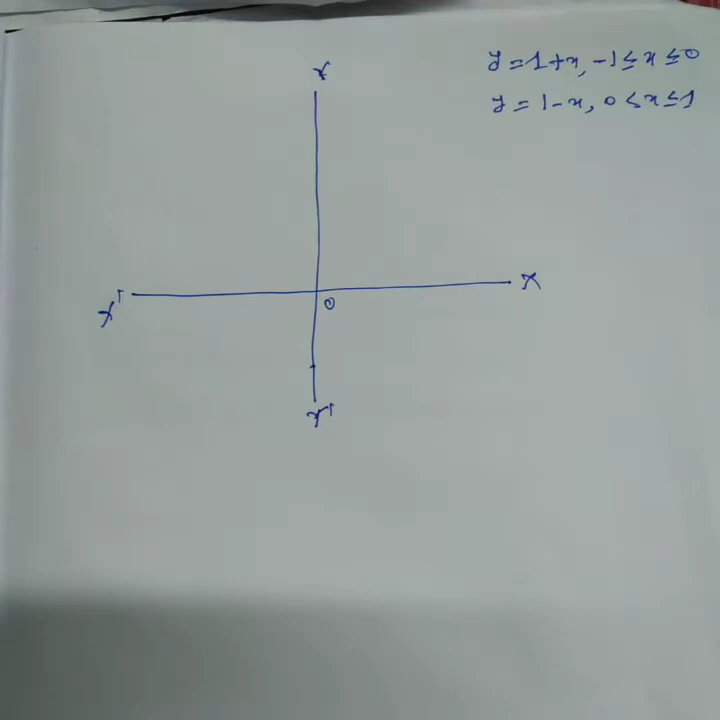 y = 1+x, -1 ≤ x ≤ 0
y = 1-x, 0 < x ≤ 1
Y
X
X'
O
Y'